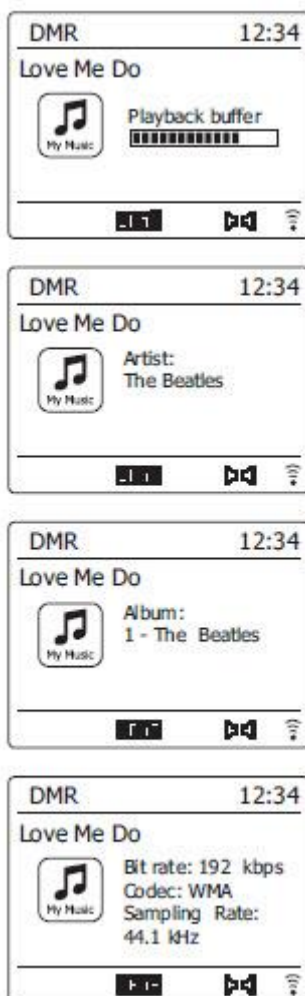 DMR 12:34
Love Me Do
Playback buffer
My Music
DMR 12:34
Love Me Do
Artist:
The Beatles
My Music
DMR 12:34
Love Me Do
Album:
1 - The Beatles
My Music
DMR 12:34
Love Me Do
Bit rate: 192 kbps
Codec: WMA
Sampling Rate:
44.1 kHz
My Music